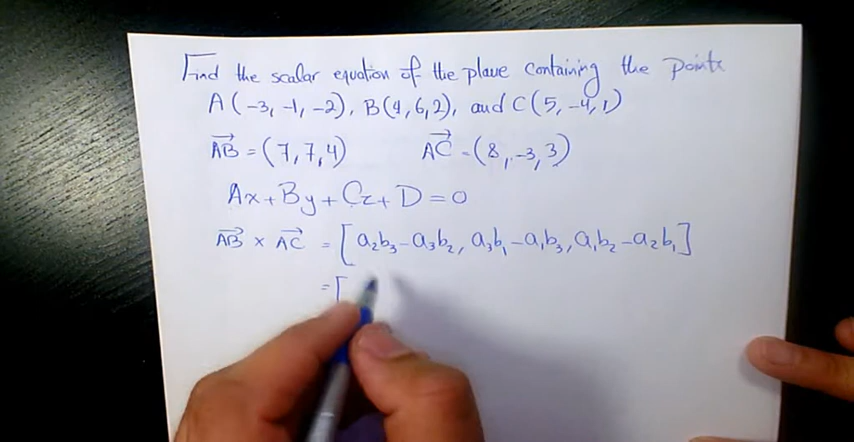 Find the scalar equation of the plane containing the points
A(-3,-1,-2), B(4,6,2), and C(5,-4,1)
AB→ = (7,7,4) AC→ = (8,-3,3)
Ax+By+Cz+D=0
AB→ × AC→ = [a₂b₃-a₃b₂, a₃b₁-a₁b₃, a₁b₂-a₂b₁]
= [